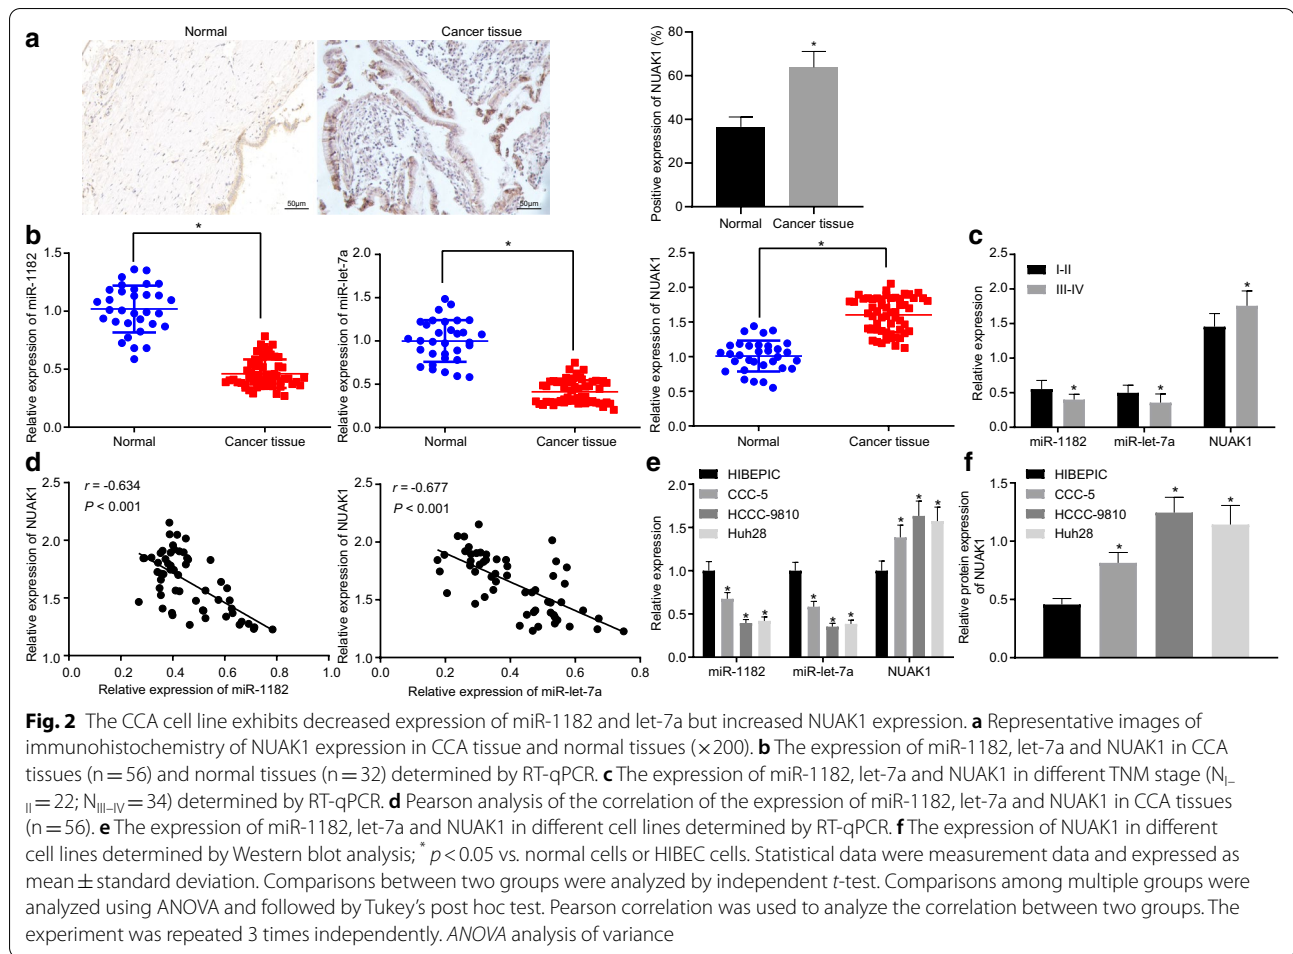 a
Normal
Cancer tissue
50μm
50μm
Positive expression of NUAK1 (%)
80
60
40
20
0
*
Normal
Cancer tissue
b
Relative expression of miR-1182
1.5
1.0
0.5
0.0
*
Normal
Cancer tissue
Relative expression of miR-let-7a
2.0
1.5
1.0
0.5
0.0
*
Normal
Cancer tissue
Relative expression of NUAK1
2.5
2.0
1.5
1.0
0.5
0.0
*
Normal
Cancer tissue
c
Relative expression
2.5
2.0
1.5
1.0
0.5
0.0
I-II
III-IV
*
*
*
miR-1182
miR-let-7a
NUAK1
d
Relative expression of NUAK1
2.5
2.0
1.5
1.0
r = -0.634
P < 0.001
0.0
0.2
0.4
0.6
0.8
1.0
Relative expression of miR-1182
Relative expression of NUAK1
2.5
2.0
1.5
1.0
r = -0.677
P < 0.001
0.0
0.2
0.4
0.6
0.8
Relative expression of miR-let-7a
e
HIBEPIC
CCC-5
HCCC-9810
Huh28
Relative expression
2.0
1.5
1.0
0.5
0.0
*
*
*
*
*
*
*
*
*
miR-1182
miR-let-7a
NUAK1
f
HIBEPIC
CCC-5
HCCC-9810
Huh28
Relative protein expression
of NUAK1
1.5
1.0
0.5
0.0
*
*
*
Fig. 2 The CCA cell line exhibits decreased expression of miR-1182 and let-7a but increased NUAK1 expression. a Representative images of
immunohistochemistry of NUAK1 expression in CCA tissue and normal tissues (×200). b The expression of miR-1182, let-7a and NUAK1 in CCA
tissues (n = 56) and normal tissues (n = 32) determined by RT-qPCR. c The expression of miR-1182, let-7a and NUAK1 in different TNM stage (N I–
II = 22; N III–IV = 34) determined by RT-qPCR. d Pearson analysis of the correlation of the expression of miR-1182, let-7a and NUAK1 in CCA tissues
(n = 56). e The expression of miR-1182, let-7a and NUAK1 in different cell lines determined by RT-qPCR. f The expression of NUAK1 in different
cell lines determined by Western blot analysis; * p < 0.05 vs. normal cells or HIBEC cells. Statistical data were measurement data and expressed as
mean ± standard deviation. Comparisons between two groups were analyzed by independent t-test. Comparisons among multiple groups were
analyzed using ANOVA and followed by Tukey's post hoc test. Pearson correlation was used to analyze the correlation between two groups. The
experiment was repeated 3 times independently. ANOVA analysis of variance